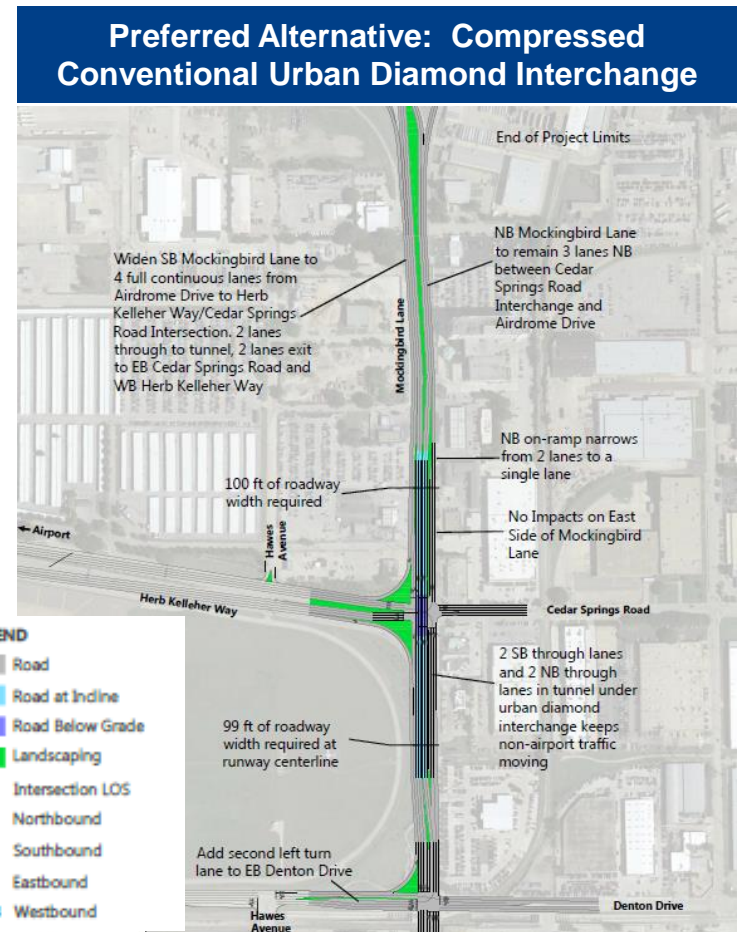 Preferred Alternative: Compressed
Conventional Urban Diamond Interchange
End of Project Limits
Widen SB Mockingbird Lane to
4 full continuous lanes from
Airdrome Drive to Herb
Kelleher Way/Cedar Springs
Road Intersection. 2 lanes
through to tunnel, 2 lanes exit
to EB Cedar Springs Road and
WB Herb Kelleher Way
NB Mockingbird Lane
to remain 3 lanes NB
between Cedar
Springs Road
Interchange and
Airdrome Drive
Mockingbird Lane
NB on-ramp narrows
from 2 lanes to a
single lane
100 ft of roadway
width required
No Impacts on East
Side of Mockingbird
Lane
Airport
Hawes
Avenue
Herb Kelleher Way
Cedar Springs Road
END
Road
Road at Incline
Road Below Grade
Landscaping
Intersection LOS
Northbound
Southbound
Eastbound
Westbound
2 SB through lanes
and 2 NB through
lanes in tunnel under
urban diamond
interchange keeps
non-airport traffic
moving
99 ft of roadway
width required at
runway centerline
Add second left turn
lane to EB Denton Drive
Hawes
Avenue
Denton Drive